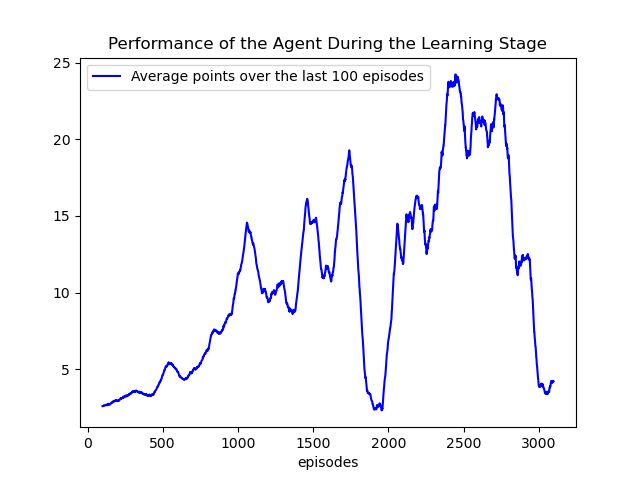 Performance of the Agent During the Learning Stage
Average points over the last 100 episodes
25
20
15
10
5
0 500 1000 1500 2000 2500 3000
episodes